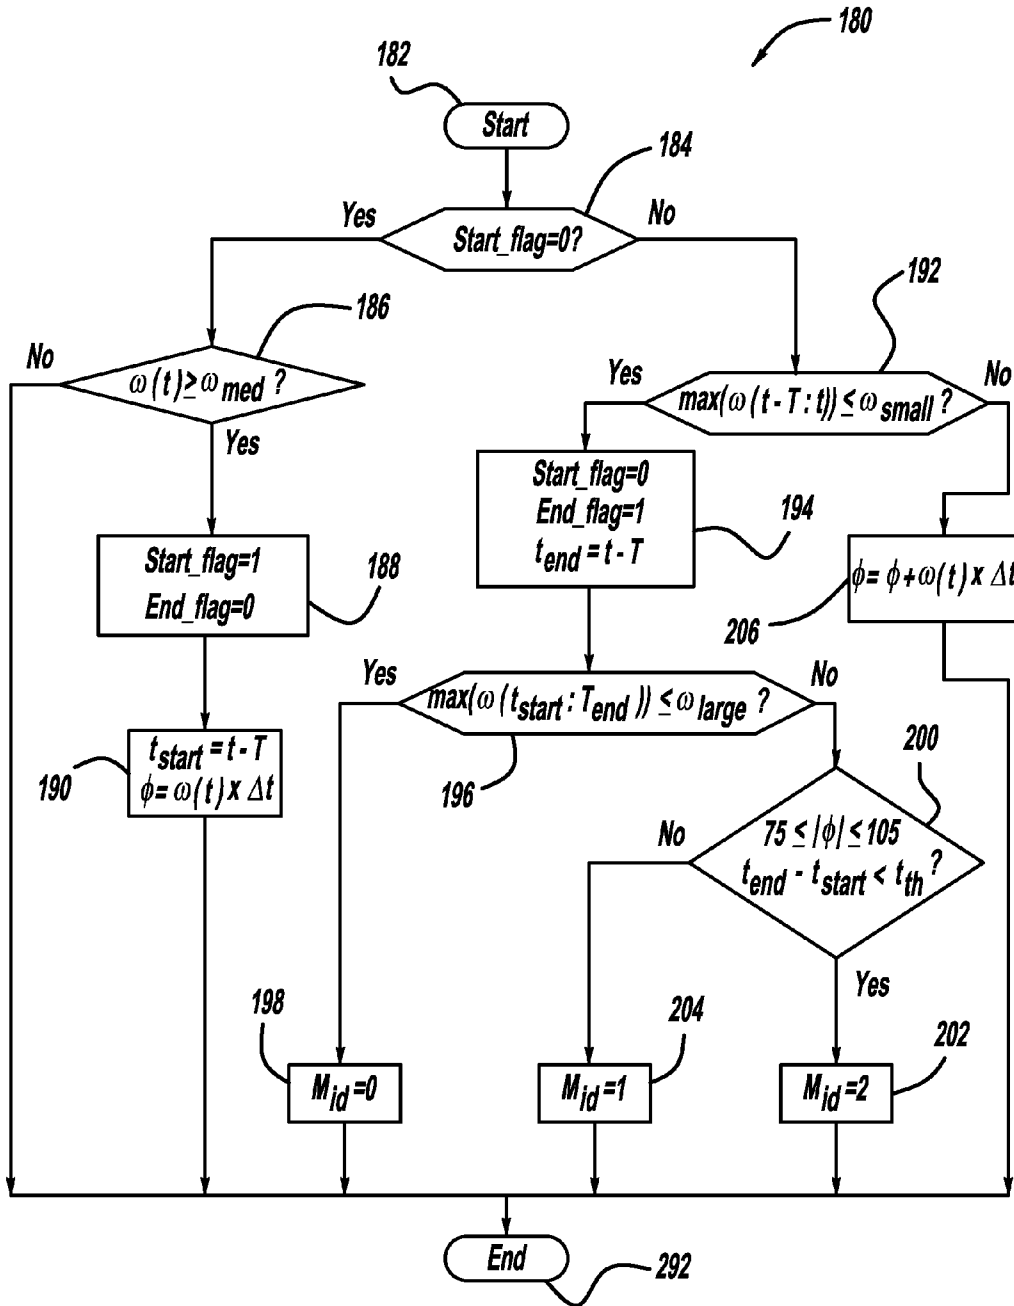 180
182
Start
184
Yes
No
Start_flag=0?
192
186
No
ω(t)≥ωmed ?
Yes
No
max(ω(t - T : t)) ≤ ωsmall ?
Yes
Start_flag=0
End_flag=1
tend = t - T
194
Start_flag=1
End_flag=0
188
ϕ= ϕ+ω(t) x Δt
206
Yes
No
max(ω(tstart : Tend)) ≤ ωlarge ?
196
tstart = t - T
ϕ= ω(t) x Δt
190
200
No
75 ≤ |ϕ| ≤ 105
tend - tstart < tth ?
Yes
198
204
202
Mid =0
Mid =1
Mid =2
End
292